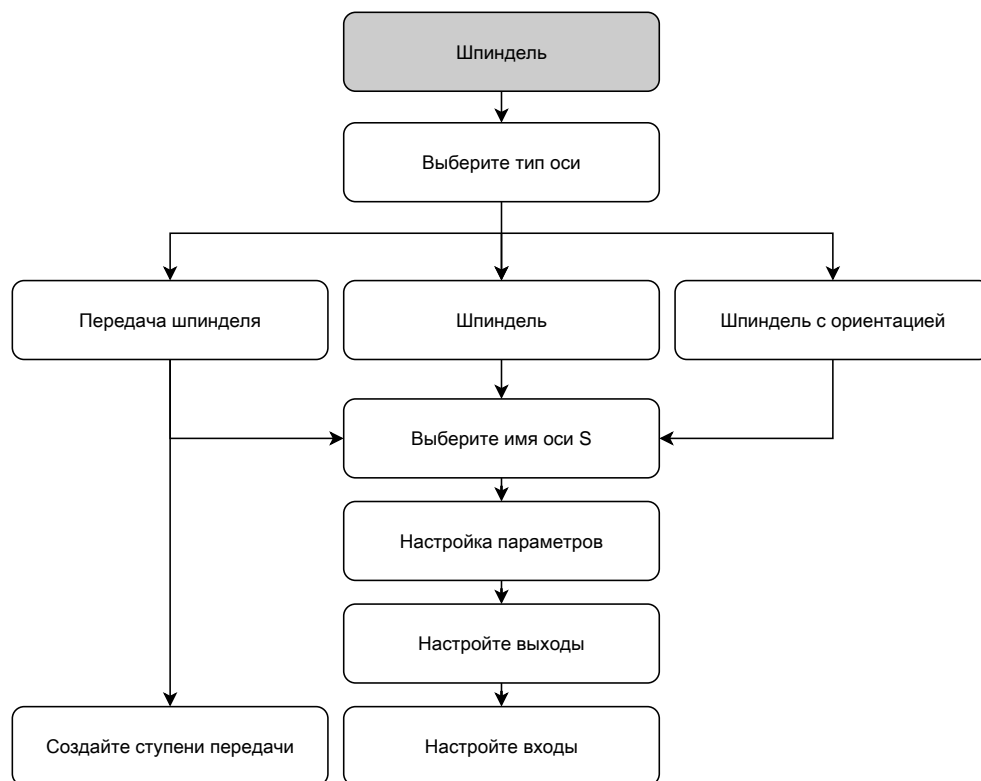 Шпиндель
Выберите тип оси
Передача шпинделя
Шпиндель
Шпиндель с ориентацией
Выберите имя оси S
Настройка параметров
Настройте выходы
Создайте ступени передачи
Настройте входы